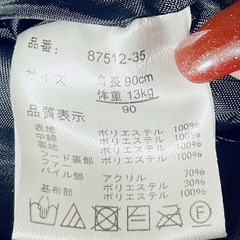 品番: 87512-35
サイズ 身長90cm
体重13kg
90
品質表示
表地 ポリエステル 100%
中綿 ポリエステル 100%
裏地 ポリエステル 100%
フード裏部 ポリエステル 100%
ファー
パイル部 アクリル 70%
ポリエステル 30%
基布部 ポリエステル 100%
F